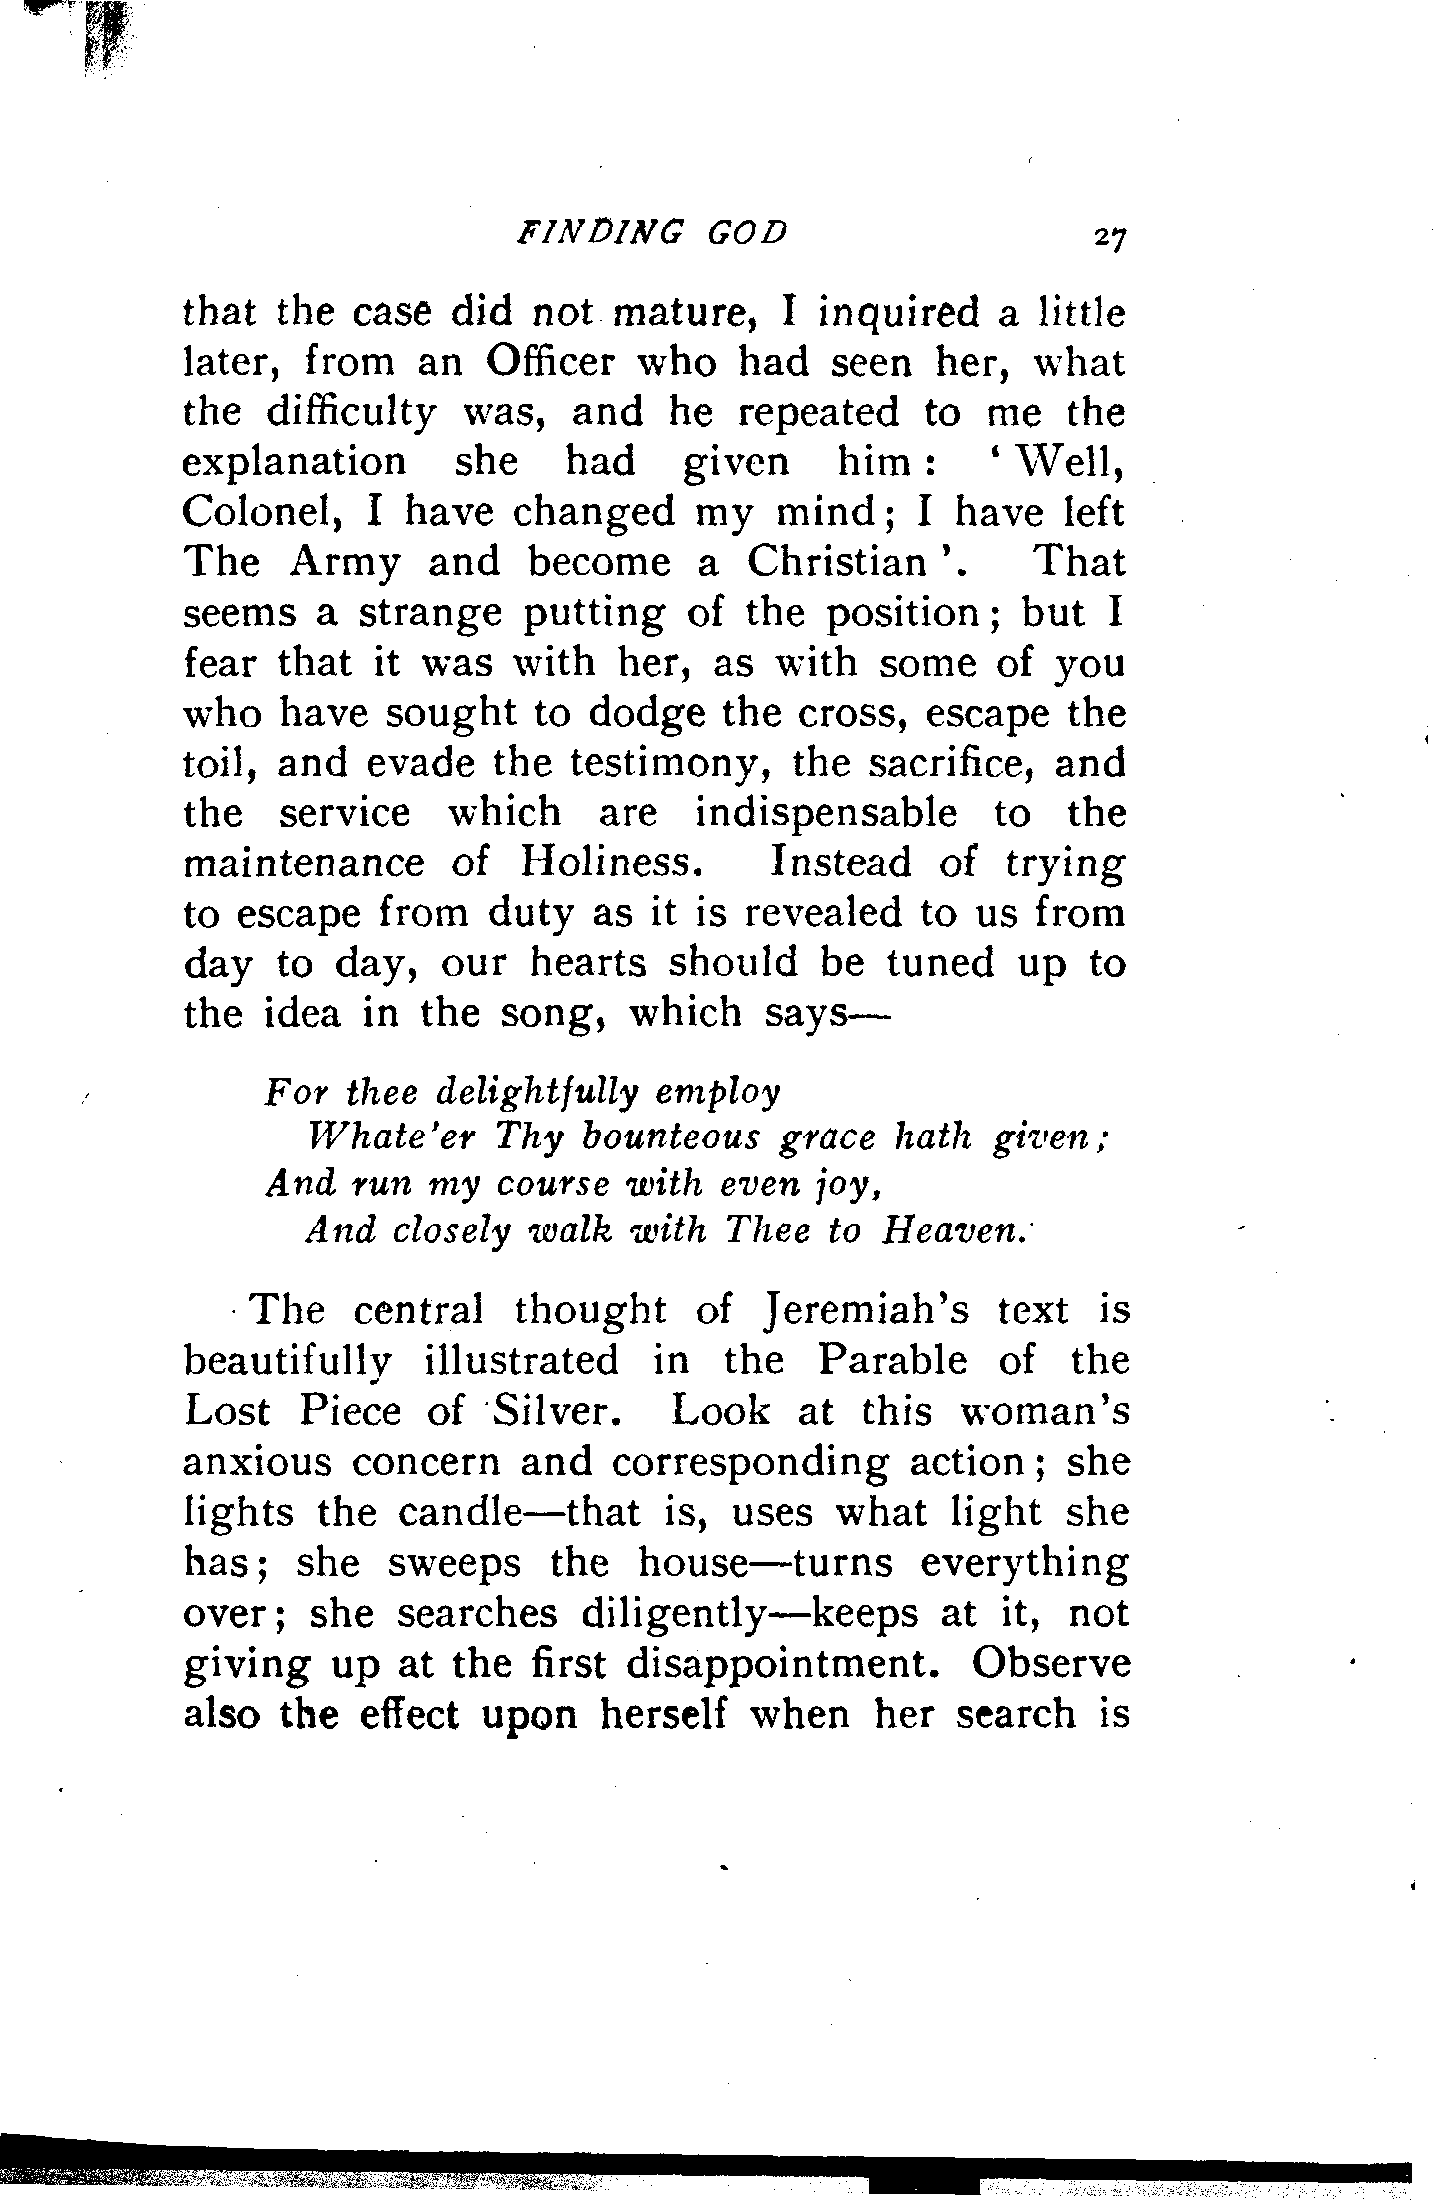 FINDING GOD 27
that the case did not mature, I inquired a little
later, from an Officer who had seen her, what
the difficulty was, and he repeated to me the
explanation she had given him : ‘ Well,
Colonel, I have changed my mind ; I have left
The Army and become a Christian ’. That
seems a strange putting of the position ; but I
fear that it was with her, as with some of you
who have sought to dodge the cross, escape the
toil, and evade the testimony, the sacrifice, and
the service which are indispensable to the
maintenance of Holiness. Instead of trying
to escape from duty as it is revealed to us from
day to day, our hearts should be tuned up to
the idea in the song, which says—
For thee delightfully employ
Whate'er Thy bounteous grace hath given ;
And run my course with even joy,
And closely walk with Thee to Heaven.
The central thought of Jeremiah's text is
beautifully illustrated in the Parable of the
Lost Piece of Silver. Look at this woman's
anxious concern and corresponding action ; she
lights the candle—that is, uses what light she
has ; she sweeps the house—turns everything
over ; she searches diligently—keeps at it, not
giving up at the first disappointment. Observe
also the effect upon herself when her search is